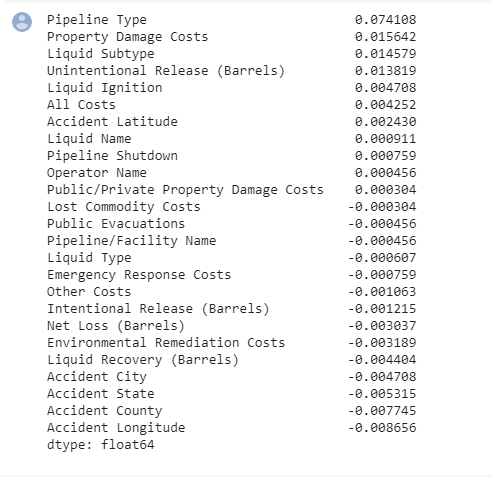 Pipeline Type 0.074108
Property Damage Costs 0.015642
Liquid Subtype 0.014579
Unintentional Release (Barrels) 0.013819
Liquid Ignition 0.004708
All Costs 0.004252
Accident Latitude 0.002430
Liquid Name 0.000911
Pipeline Shutdown 0.000759
Operator Name 0.000456
Public/Private Property Damage Costs 0.000304
Lost Commodity Costs -0.000304
Public Evacuations -0.000456
Pipeline/Facility Name -0.000456
Liquid Type -0.000607
Emergency Response Costs -0.000759
Other Costs -0.001063
Intentional Release (Barrels) -0.001215
Net Loss (Barrels) -0.003037
Environmental Remediation Costs -0.003189
Liquid Recovery (Barrels) -0.004404
Accident City -0.004708
Accident State -0.005315
Accident County -0.007745
Accident Longitude -0.008656
dtype: float64